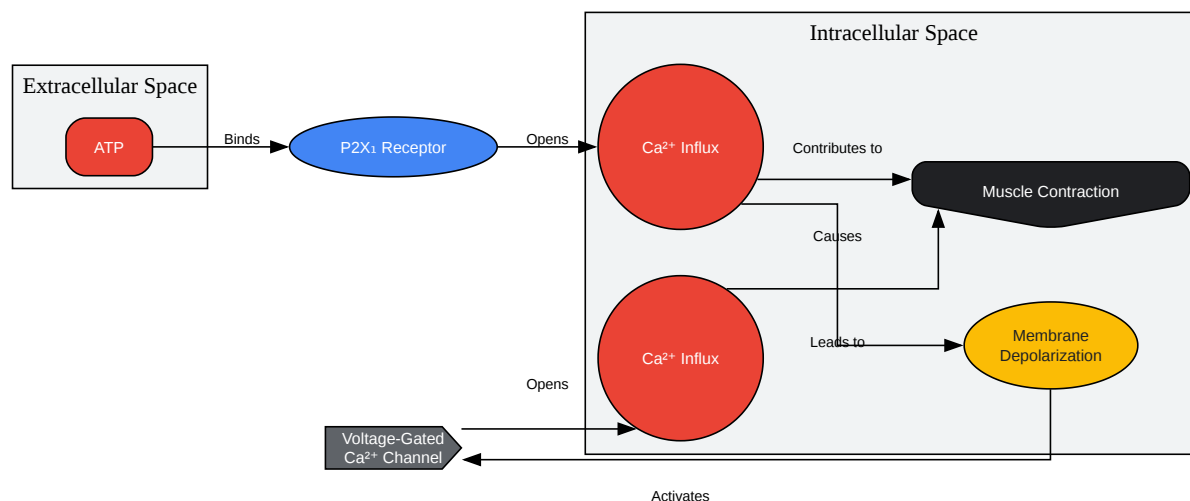 Intracellular Space
Extracellular Space
ATP
Binds
P2X₁ Receptor
Opens
Ca²⁺ Influx
Contributes to
Muscle Contraction
Causes
Ca²⁺ Influx
Leads to
Membrane
Depolarization
Opens
Voltage-Gated
Ca²⁺ Channel
Activates